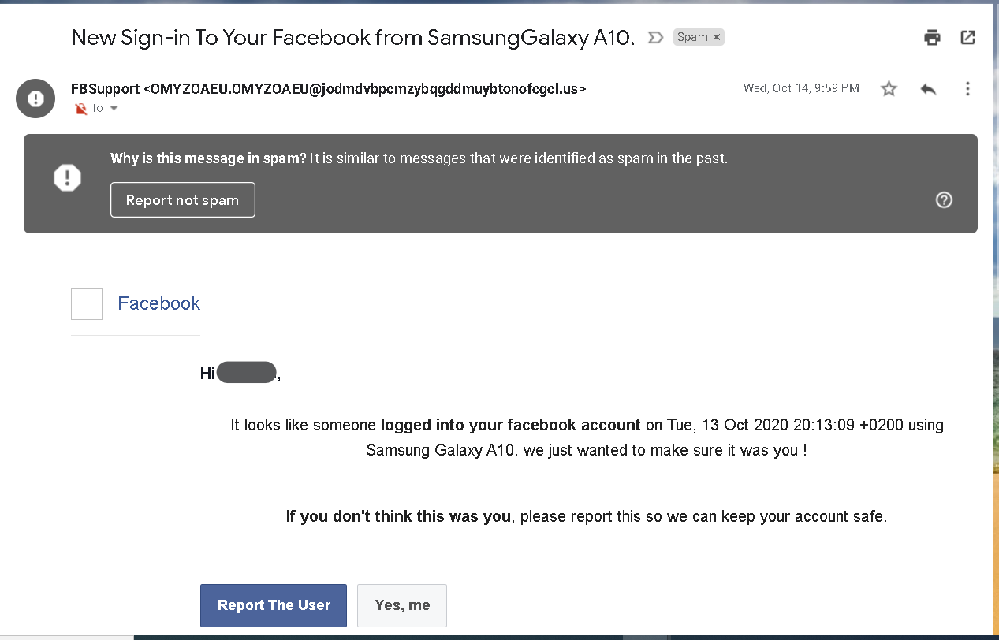 New Sign-in To Your Facebook from SamsungGalaxy A10. Spam ×
FBSupport <OMYZOAEU.OMYZOAEU@jodmdvbpcmzybqgddmuybtonofcgcl.us> Wed, Oct 14, 9:59 PM
to
Why is this message in spam? It is similar to messages that were identified as spam in the past.
Report not spam
Facebook
Hi ,
It looks like someone logged into your facebook account on Tue, 13 Oct 2020 20:13:09 +0200 using
Samsung Galaxy A10. we just wanted to make sure it was you !
If you don't think this was you, please report this so we can keep your account safe.
Report The User Yes, me